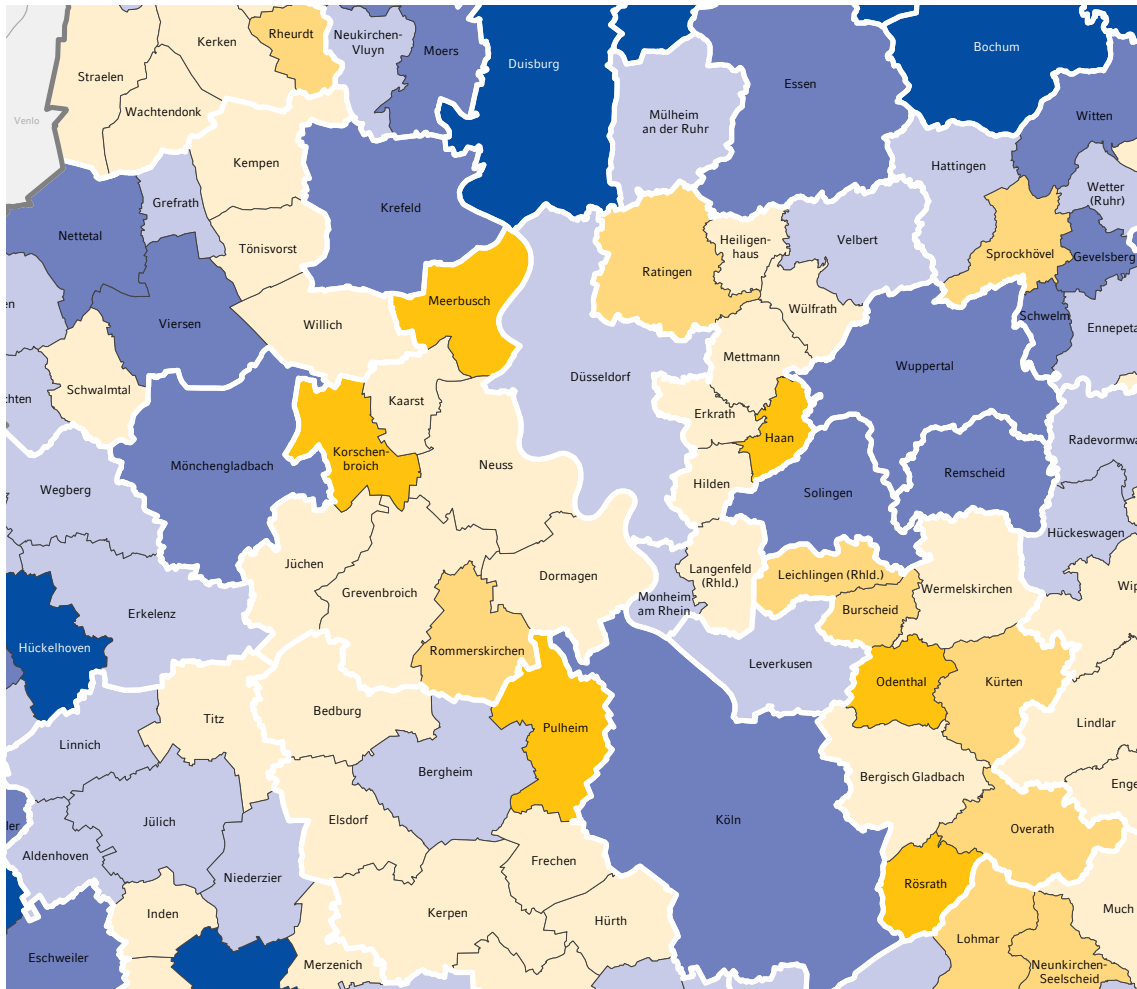 Kerken
Rheurdt
Neukirchen-
Vluyn
Moers
Duisburg
Bochum
Straelen
Wachtendonk
Essen
Venlo
Mülheim
an der Ruhr
Witten
Kempen
Hattingen
Grefrath
Krefeld
Wetter
(Ruhr)
Nettetal
Tönisvorst
Heiligen-
haus
Velbert
Sprockhövel
Gevelsberg
Ratingen
en
Meerbusch
Viersen
Willich
Wülfrath
Schwelm
Ennepeta
Mettmann
Düsseldorf
Wuppertal
Schwalmtal
chten
Kaarst
Erkrath
Haan
Radevormwa
Korschen-
broich
Mönchengladbach
Neuss
Remscheid
Wegberg
Hilden
Solingen
Hückeswagen
Jüchen
Dormagen
Langenfeld
(Rhld.)
Leichlingen (Rhld.)
Wermelskirchen
Wip
Grevenbroich
Monheim
am Rhein
Burscheid
Erkelenz
Hückelhoven
Rommerskirchen
Leverkusen
Odenthal
Kürten
Bedburg
Titz
Pulheim
Lindlar
Linnich
Bergheim
Bergisch Gladbach
Enge
Jülich
Elsdorf
Köln
Overath
ler
Aldenhoven
Frechen
Niederzier
Rösrath
Inden
Kerpen
Hürth
Much
Lohmar
Eschweiler
Merzenich
Neunkirchen-
Seelscheid